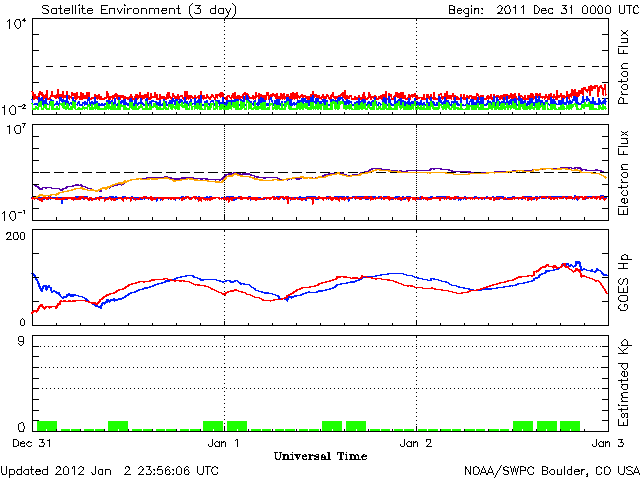 Satellite Environment (3 day) Begin: 2011 Dec 31 0000 UTC
10^4
Proton Flux
10^-2
10^7
Electron Flux
10^-1
200
100
GOES Hp
0
9
Estimated Kp
0
Dec 31 Jan 1 Jan 2 Jan 3
Universal Time
Updated 2012 Jan 2 23:56:06 UTC NOAA/SWPC Boulder, CO USA